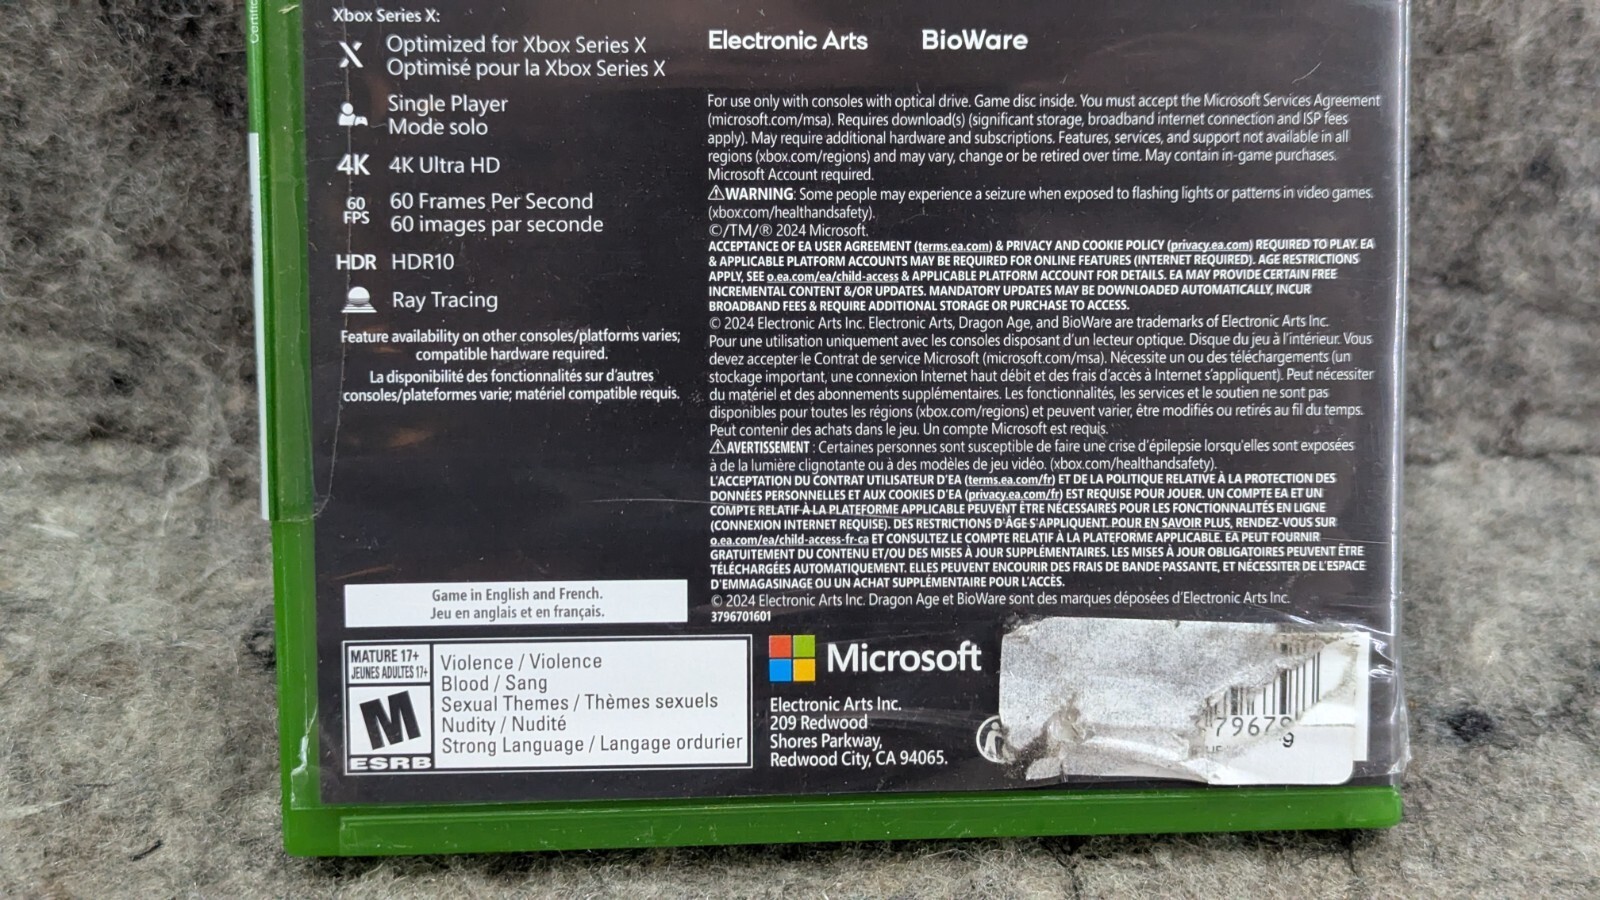 Certific
Xbox Series X:
X
Optimized for Xbox Series X
Optimisé pour la Xbox Series X
Single Player
Mode solo
4K 4K Ultra HD
60 FPS
60 Frames Per Second
60 images par seconde
HDR HDR10
Ray Tracing
Feature availability on other consoles/platforms varies;
compatible hardware required.
La disponibilité des fonctionnalités sur d'autres
consoles/plateformes varie; matériel compatible requis.
Game in English and French.
Jeu en anglais et en français.
MATURE 17+
JEUNES ADULTES 17+
M
ESRB
Violence / Violence
Blood / Sang
Sexual Themes / Thèmes sexuels
Nudity / Nudité
Strong Language / Langage ordurier
Electronic Arts BioWare
For use only with consoles with optical drive. Game disc inside. You must accept the Microsoft Services Agreement
(microsoft.com/msa). Requires download(s) (significant storage, broadband internet connection and ISP fees
apply). May require additional hardware and subscriptions. Features, services, and support not available in all
regions (xbox.com/regions) and may vary, change or be retired over time. May contain in-game purchases.
Microsoft Account required.
⚠WARNING: Some people may experience a seizure when exposed to flashing lights or patterns in video games.
(xbox.com/healthandsafety).
©/TM/® 2024 Microsoft.
ACCEPTANCE OF EA USER AGREEMENT (terms.ea.com) & PRIVACY AND COOKIE POLICY (privacy.ea.com) REQUIRED TO PLAY. EA
& APPLICABLE PLATFORM ACCOUNTS MAY BE REQUIRED FOR ONLINE FEATURES (INTERNET REQUIRED). AGE RESTRICTIONS
APPLY, SEE o.ea.com/ea/child-access & APPLICABLE PLATFORM ACCOUNT FOR DETAILS. EA MAY PROVIDE CERTAIN FREE
INCREMENTAL CONTENT &/OR UPDATES. MANDATORY UPDATES MAY BE DOWNLOADED AUTOMATICALLY, INCUR
BROADBAND FEES & REQUIRE ADDITIONAL STORAGE OR PURCHASE TO ACCESS.
© 2024 Electronic Arts Inc. Electronic Arts, Dragon Age, and BioWare are trademarks of Electronic Arts Inc.
Pour une utilisation uniquement avec les consoles disposant d'un lecteur optique. Disque du jeu à l'intérieur. Vous
devez accepter le Contrat de service Microsoft (microsoft.com/msa). Nécessite un ou des téléchargements (un
stockage important, une connexion Internet haut débit et des frais d'accès à Internet s'appliquent). Peut nécessiter
du matériel et des abonnements supplémentaires. Les fonctionnalités, les services et le soutien ne sont pas
disponibles pour toutes les régions (xbox.com/regions) et peuvent varier, être modifiés ou retirés au fil du temps.
Peut contenir des achats dans le jeu. Un compte Microsoft est requis.
⚠AVERTISSEMENT : Certaines personnes sont susceptible de faire une crise d'épilepsie lorsqu'elles sont exposées
à de la lumière clignotante ou à des modèles de jeu vidéo. (xbox.com/healthandsafety).
L'ACCEPTATION DU CONTRAT UTILISATEUR D'EA (terms.ea.com/fr) ET DE LA POLITIQUE RELATIVE À LA PROTECTION DES
DONNÉES PERSONNELLES ET AUX COOKIES D'EA (privacy.ea.com/fr) EST REQUISE POUR JOUER. UN COMPTE EA ET UN
COMPTE RELATIF À LA PLATEFORME APPLICABLE PEUVENT ÊTRE NÉCESSAIRES POUR LES FONCTIONNALITÉS EN LIGNE
(CONNEXION INTERNET REQUISE). DES RESTRICTIONS D'ÂGE S'APPLIQUENT. POUR EN SAVOIR PLUS, RENDEZ-VOUS SUR
o.ea.com/ea/child-access-fr-ca ET CONSULTEZ LE COMPTE RELATIF À LA PLATEFORME APPLICABLE. EA PEUT FOURNIR
GRATUITEMENT DU CONTENU ET/OU DES MISES À JOUR SUPPLÉMENTAIRES. LES MISES À JOUR OBLIGATOIRES PEUVENT ÊTRE
TÉLÉCHARGÉES AUTOMATIQUEMENT. ELLES PEUVENT ENCOURIR DES FRAIS DE BANDE PASSANTE, ET NÉCESSITER DE L'ESPACE
D'EMMAGASINAGE OU UN ACHAT SUPPLÉMENTAIRE POUR L'ACCÈS.
© 2024 Electronic Arts Inc. Dragon Age et BioWare sont des marques déposées d'Electronic Arts Inc.
3796701601
Microsoft
Electronic Arts Inc.
209 Redwood
Shores Parkway,
Redwood City, CA 94065.
79679
9